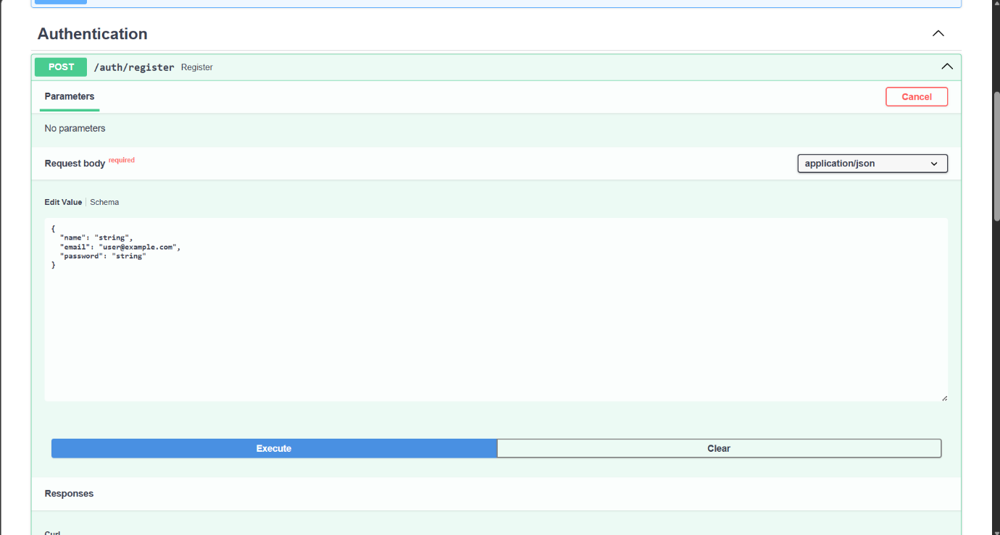 Authentication
POST /auth/register Register
Parameters
Cancel
No parameters
Request body required
application/json
Edit Value Schema
{
"name": "string",
"email": "user@example.com",
"password": "string"
}
Execute
Clear
Responses
Curl